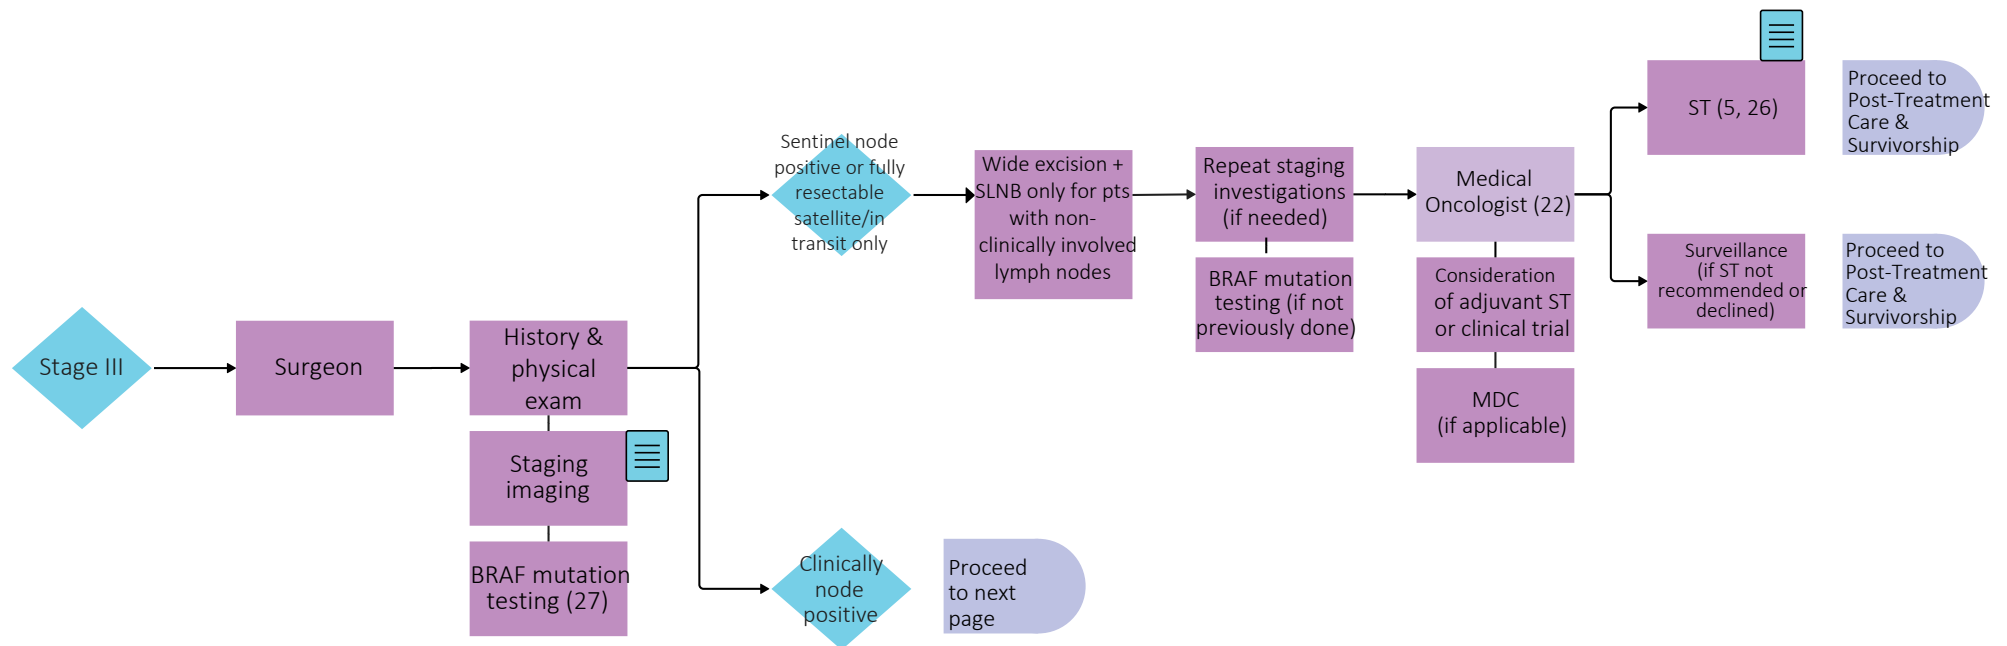 Stage III
Surgeon
History &
physical
exam
Staging
imaging
BRAF mutation
testing (27)
Sentinel node
positive or fully
resectable
satellite/in
transit only
Wide excision +
SLNB only for pts
with non-
clinically involved
lymph nodes
Repeat staging
investigations
(if needed)
BRAF mutation
testing (if not
previously done)
Medical
Oncologist (22)
Consideration
of adjuvant ST
or clinical trial
MDC
(if applicable)
ST (5, 26)
Proceed to
Post-Treatment
Care &
Survivorship
Surveillance
(if ST not
recommended or
declined)
Proceed to
Post-Treatment
Care &
Survivorship
Clinically
node
positive
Proceed
to next
page